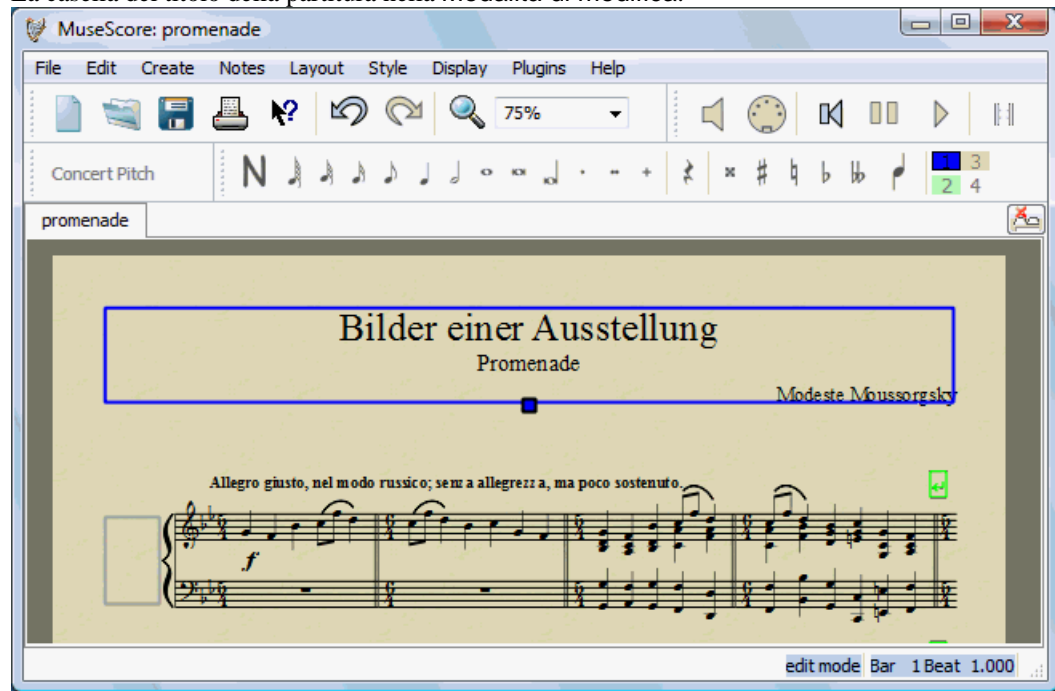 La casella del titolo della partitura nella modalità di modifica.
MuseScore: promenade
File Edit Create Notes Layout Style Display Plugins Help
75%
Concert Pitch
1 3
2 4
promenade
Bilder einer Ausstellung
Promenade
Modeste Moussorgsky
Allegro giusto, nel modo russico; senza allegrezza, ma poco sostenuto.
f
edit mode Bar 1 Beat 1.000